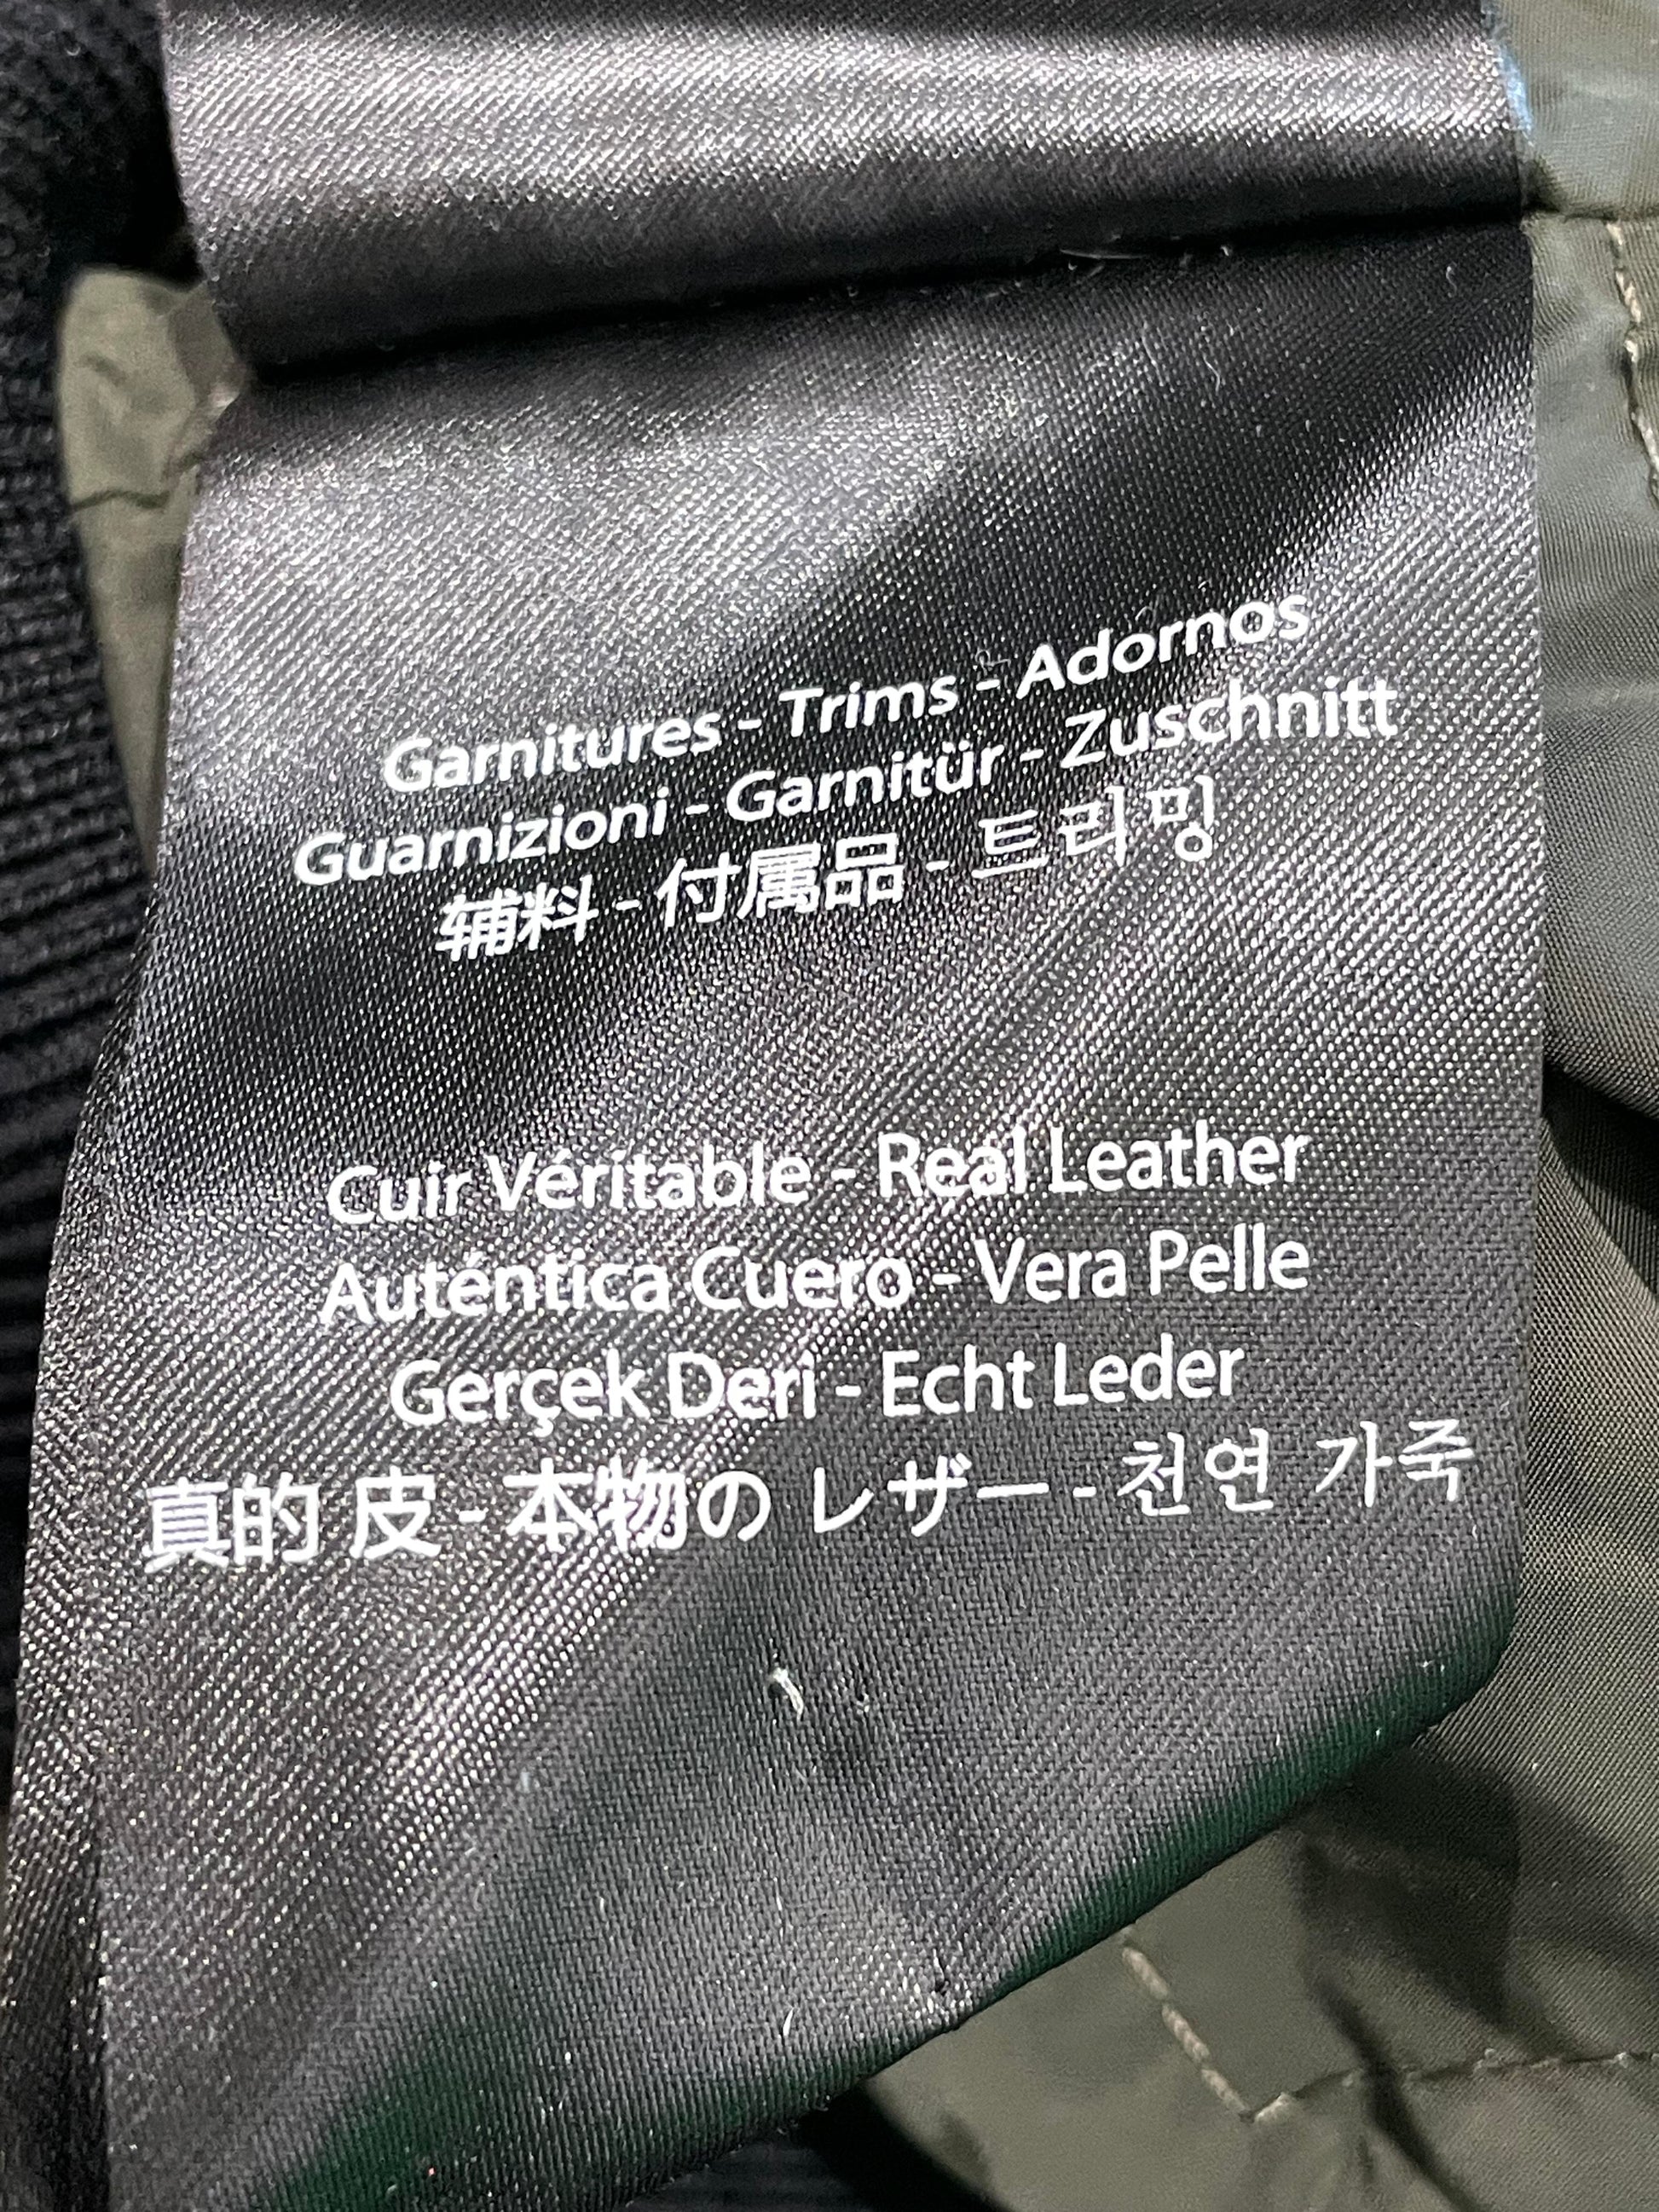 Garnitures - Trims - Adornos
Guarnizioni - Garnitür - Zuschnitt
辅料 - 付属品 - 트리밍
Cuir Véritable - Real Leather
Auténtica Cuero - Vera Pelle
Gerçek Deri - Echt Leder
真的 皮 - 本物の レザー - 천연 가죽